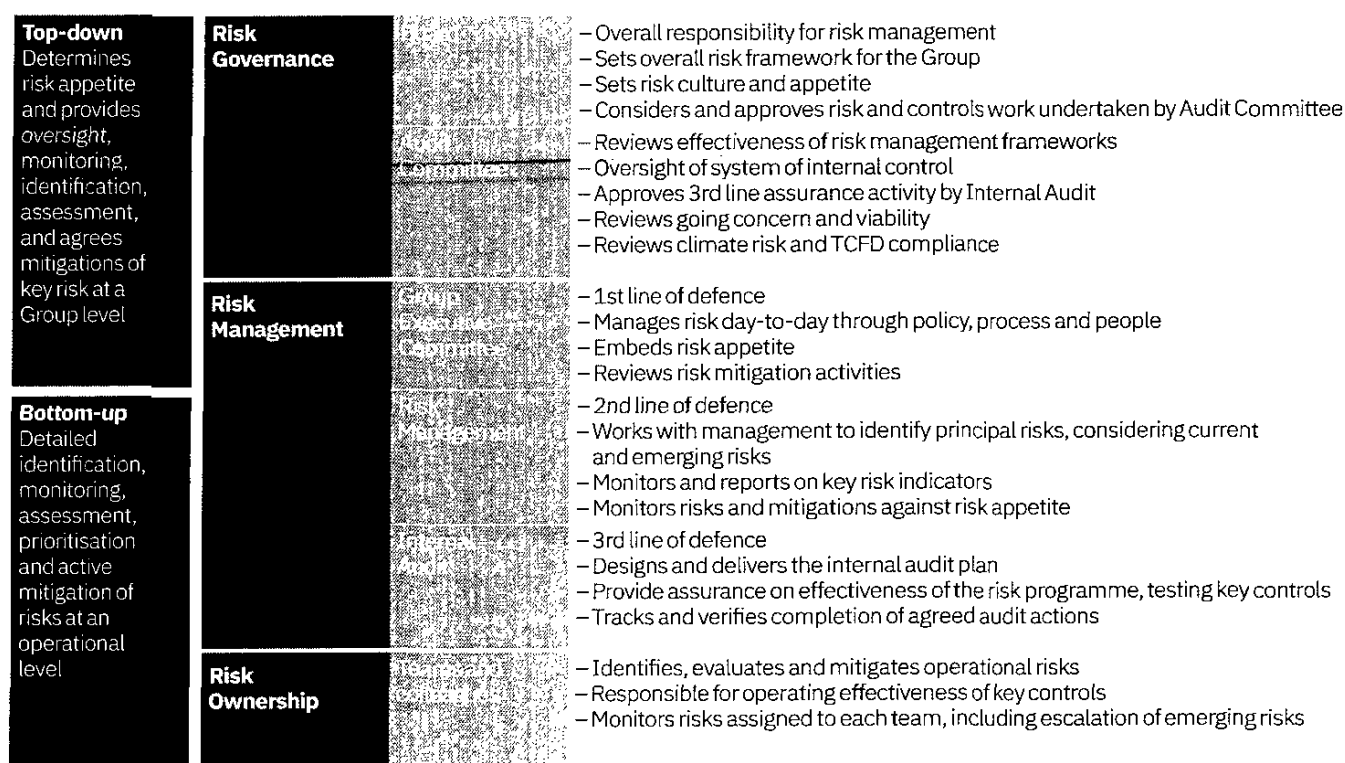 Top-down
Determines
risk appetite
and provides
oversight,
monitoring,
identification,
assessment,
and agrees
mitigations of
key risk at a
Group level
Bottom-up
Detailed
identification,
monitoring,
assessment,
prioritisation
and active
mitigation of
risks at an
operational
level
Risk
Governance
– Overall responsibility for risk management
– Sets overall risk framework for the Group
– Sets risk culture and appetite
– Considers and approves risk and controls work undertaken by Audit Committee
Audit
Committee
– Reviews effectiveness of risk management frameworks
– Oversight of system of internal control
– Approves 3rd line assurance activity by Internal Audit
– Reviews going concern and viability
– Reviews climate risk and TCFD compliance
Risk
Management
Group
Executive
Committee
– 1st line of defence
– Manages risk day-to-day through policy, process and people
– Embeds risk appetite
– Reviews risk mitigation activities
Risk
Management
– 2nd line of defence
– Works with management to identify principal risks, considering current
and emerging risks
– Monitors and reports on key risk indicators
– Monitors risks and mitigations against risk appetite
Internal
Audit
– 3rd line of defence
– Designs and delivers the internal audit plan
– Provide assurance on effectiveness of the risk programme, testing key controls
– Tracks and verifies completion of agreed audit actions
Risk
Ownership
– Identifies, evaluates and mitigates operational risks
– Responsible for operating effectiveness of key controls
– Monitors risks assigned to each team, including escalation of emerging risks